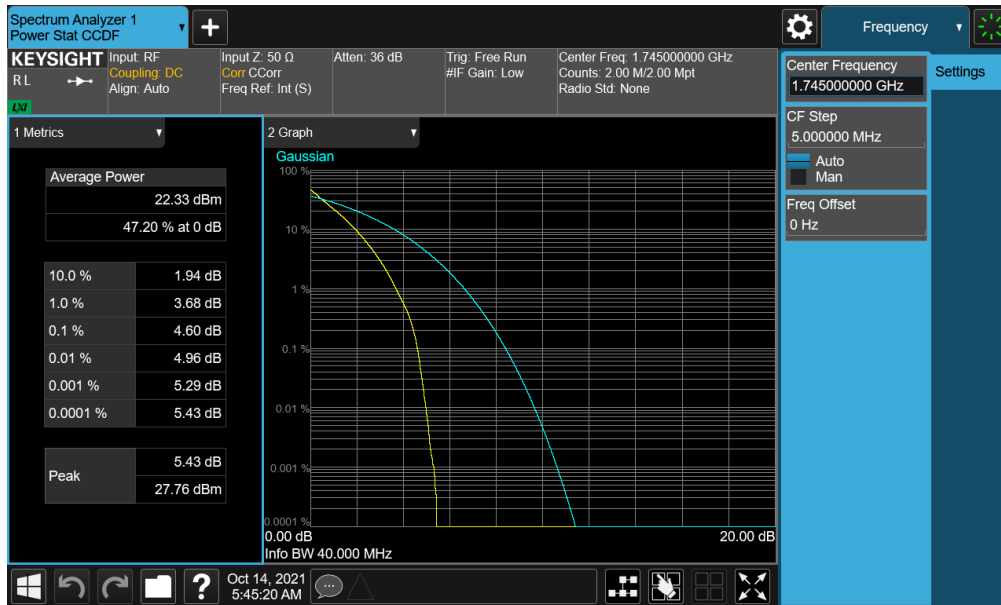 Spectrum Analyzer 1
Power Stat CCDF
Frequency
KEYSIGHT
R L
LXI
Input: RF
Coupling: DC
Align: Auto
Input Z: 50 Ω
Corr CCorr
Freq Ref: Int (S)
Atten: 36 dB
Trig: Free Run
#IF Gain: Low
Center Freq: 1.745000000 GHz
Counts: 2.00 M/2.00 Mpt
Radio Std: None
Center Frequency
1.745000000 GHz
Settings
CF Step
5.000000 MHz
Auto
Man
Freq Offset
0 Hz
1 Metrics
Average Power
22.33 dBm
47.20 % at 0 dB
10.0 % 1.94 dB
1.0 % 3.68 dB
0.1 % 4.60 dB
0.01 % 4.96 dB
0.001 % 5.29 dB
0.0001 % 5.43 dB
Peak
5.43 dB
27.76 dBm
2 Graph
Gaussian
100 %
10 %
1 %
0.1 %
0.01 %
0.001 %
0.0001 %
0.00 dB 20.00 dB
Info BW 40.000 MHz
Oct 14, 2021
5:45:20 AM